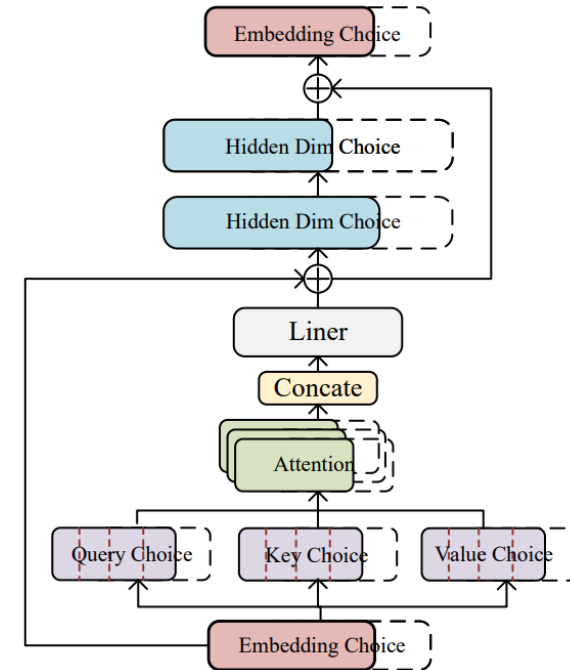 Embedding Choice
Hidden Dim Choice
Hidden Dim Choice
Liner
Concate
Attention
Query Choice
Key Choice
Value Choice
Embedding Choice